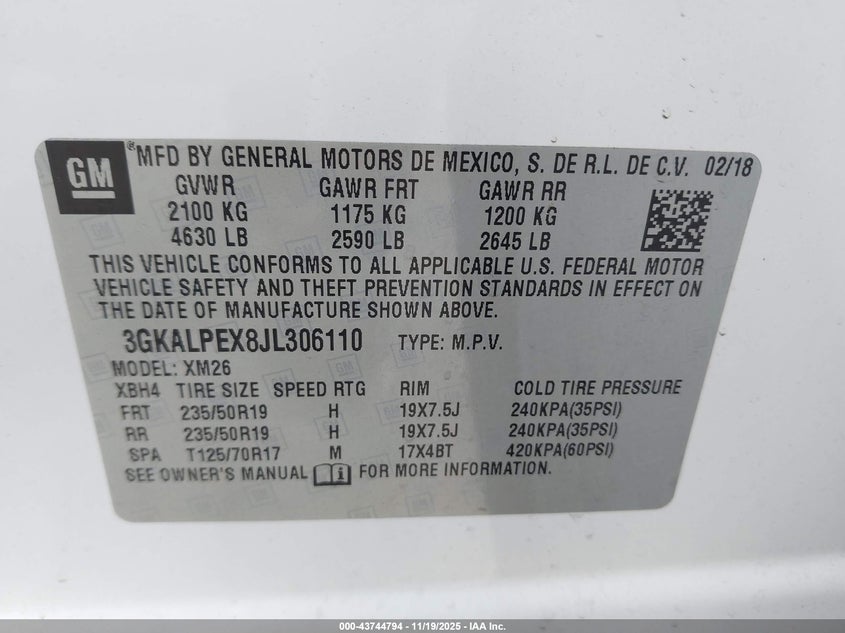 GM ® MFD BY GENERAL MOTORS DE MEXICO, S. DE R.L. DE C.V. 02/18
GVWR GAWR FRT GAWR RR
2100 KG 1175 KG 1200 KG
4630 LB 2590 LB 2645 LB
THIS VEHICLE CONFORMS TO ALL APPLICABLE U.S. FEDERAL MOTOR
VEHICLE SAFETY AND THEFT PREVENTION STANDARDS IN EFFECT ON
THE DATE OF MANUFACTURE SHOWN ABOVE.
3GKALPEX8JL306110 TYPE: M.P.V.
MODEL: XM26
XBH4 TIRE SIZE SPEED RTG RIM COLD TIRE PRESSURE
FRT 235/50R19 H 19X7.5J 240KPA(35PSI)
RR 235/50R19 H 19X7.5J 240KPA(35PSI)
SPA T125/70R17 M 17X4BT 420KPA(60PSI)
SEE OWNER'S MANUAL FOR MORE INFORMATION.
000-43744794 - 11/19/2025 - IAA Inc.